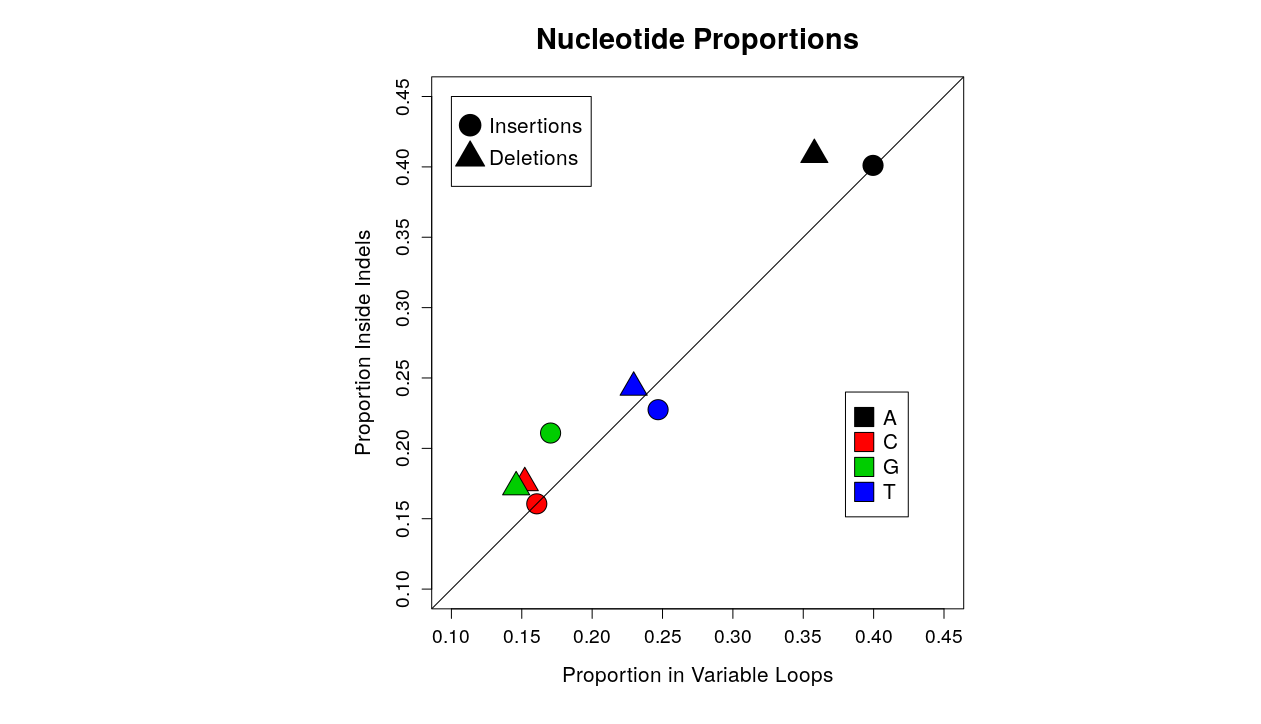 Nucleotide Proportions
Insertions
Deletions
Proportion Inside Indels
0.45
0.40
0.35
0.30
0.25
0.20
0.15
0.10
A
C
G
T
0.10 0.15 0.20 0.25 0.30 0.35 0.40 0.45
Proportion in Variable Loops